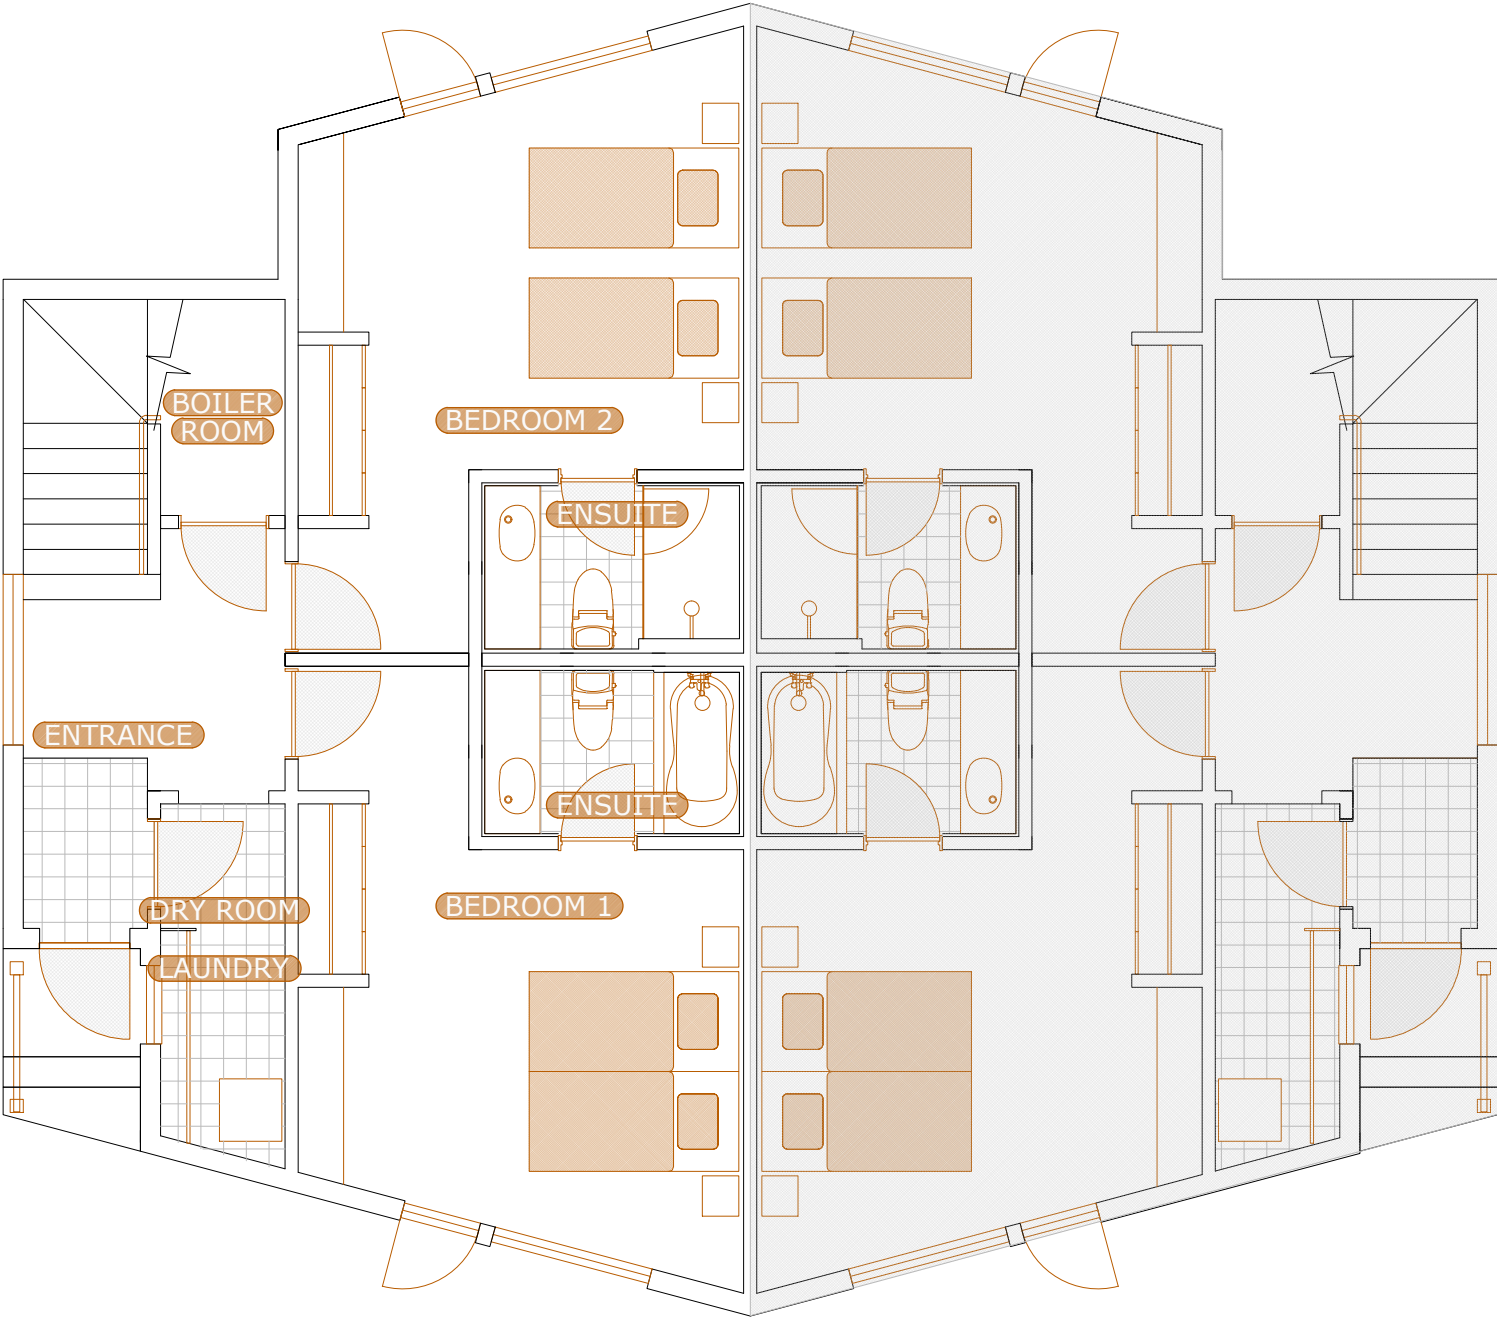 BOILER
ROOM
BEDROOM 2
ENSUITE
ENTRANCE
ENSUITE
DRY ROOM
BEDROOM 1
LAUNDRY